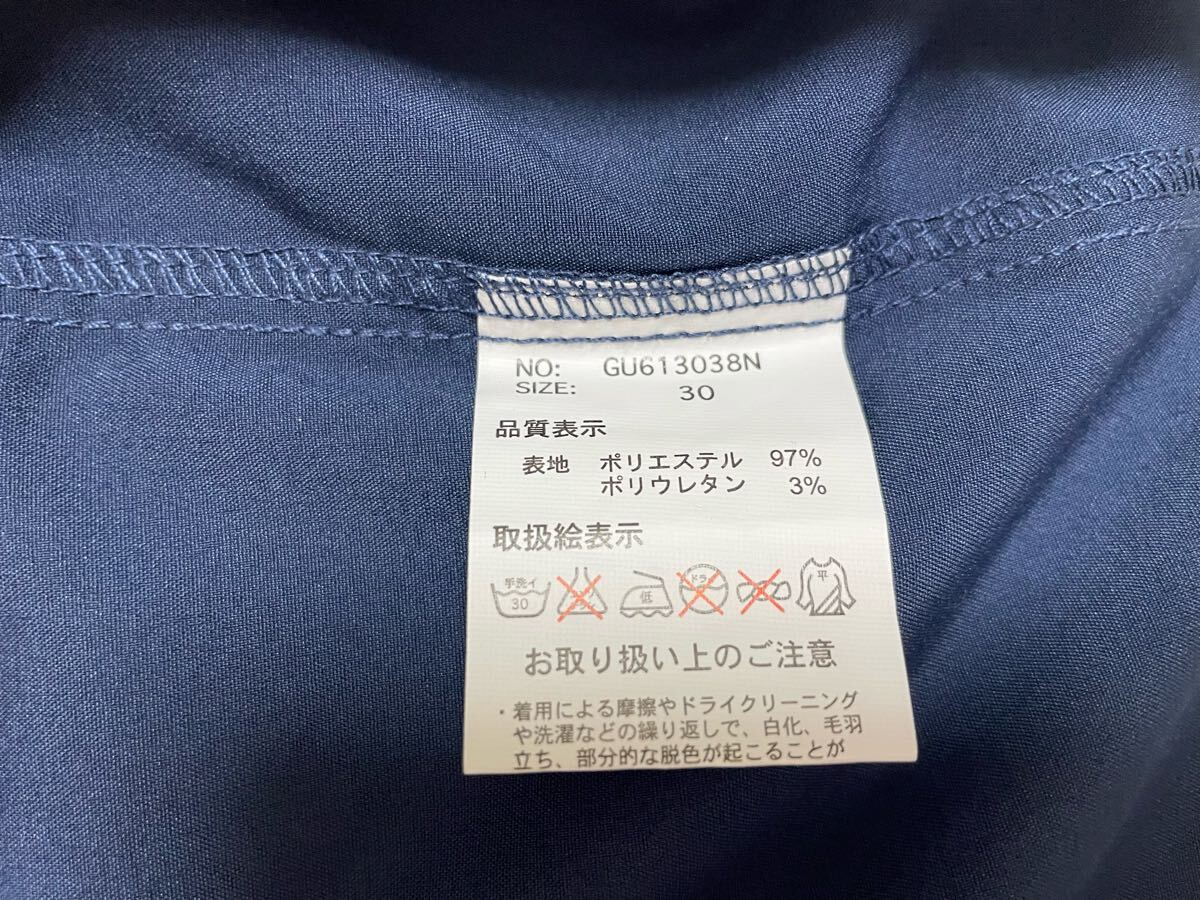 NO: GU613038N
SIZE: 30
品質表示
表地 ポリエステル 97%
ポリウレタン 3%
取扱絵表示
手洗イ 30 低 ドライ 平
お取り扱い上のご注意
・着用による摩擦やドライクリーニング
や洗濯などの繰り返しで、白化、毛羽
立ち、部分的な脱色が起こることが